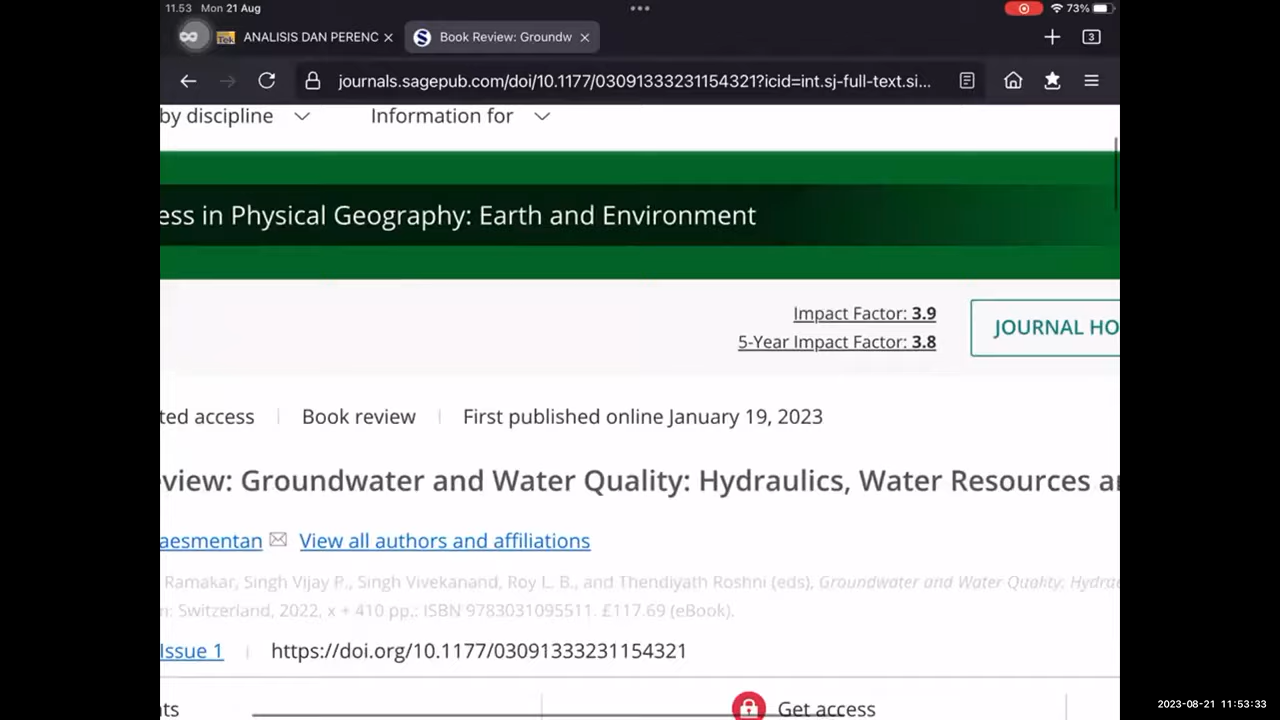 11.53 Mon 21 Aug
73%
ANALISIS DAN PERENC
Book Review: Groundw
3
journals.sagepub.com/doi/10.1177/03091333231154321?icid=int.sj-full-text.si...
by discipline Information for
ess in Physical Geography: Earth and Environment
Impact Factor: 3.9
5-Year Impact Factor: 3.8
JOURNAL HO
ted access Book review First published online January 19, 2023
view: Groundwater and Water Quality: Hydraulics, Water Resources a
aesmentan View all authors and affiliations
Ramakar, Singh Vijay P., Singh Vivekanand, Roy L. B., and Thendiyath Roshni (eds), Groundwater and Water Quality: Hydra
: Switzerland, 2022, x + 410 pp.: ISBN 9783031095511. £117.69 (eBook).
Issue 1 https://doi.org/10.1177/03091333231154321
ts Get access
2023-08-21 11:53:33